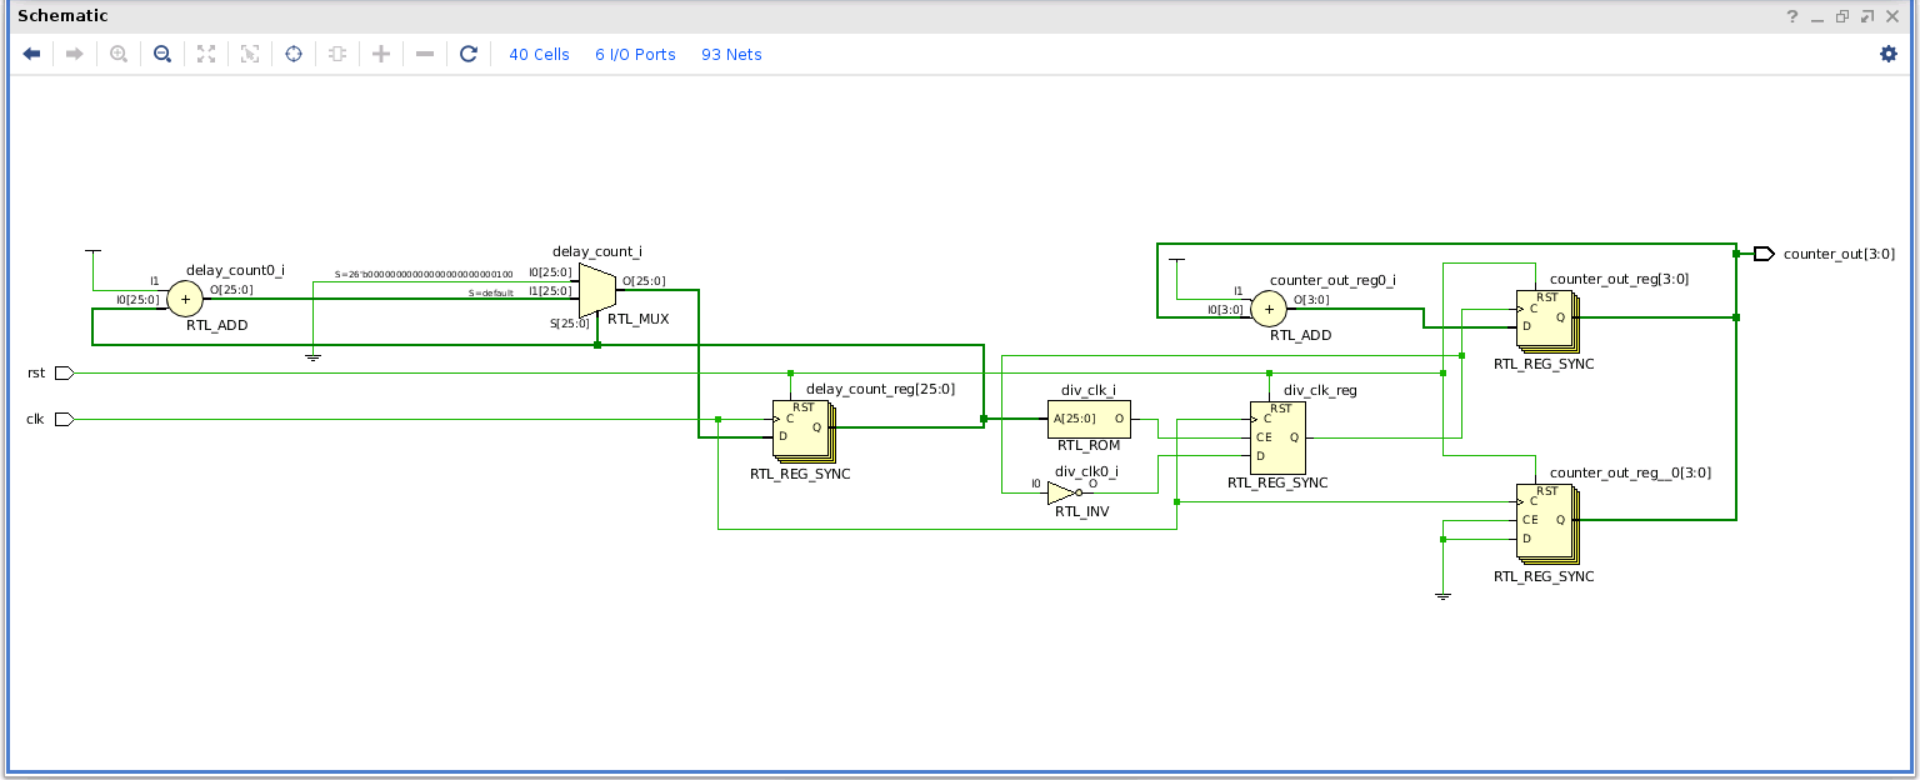 Schematic
40 Cells 6 I/O Ports 93 Nets
delay_count_i
delay_count0_i
S=26'b00000000000000000000000100 I0[25:0]
I1 O[25:0]
I0[25:0] O[25:0]
+
S=default I1[25:0]
S[25:0]
RTL_ADD
RTL_MUX
counter_out[3:0]
counter_out_reg0_i
counter_out_reg[3:0]
I1 O[3:0]
I0[3:0]
+
RTL_ADD
RST
C
D Q
RTL_REG_SYNC
rst
delay_count_reg[25:0]
div_clk_i
div_clk_reg
clk
RST
C
D Q
RTL_REG_SYNC
A[25:0] O
RTL_ROM
div_clk0_i
I0 O
RTL_INV
RST
C
CE Q
D
RTL_REG_SYNC
counter_out_reg__0[3:0]
RST
C
CE Q
D
RTL_REG_SYNC